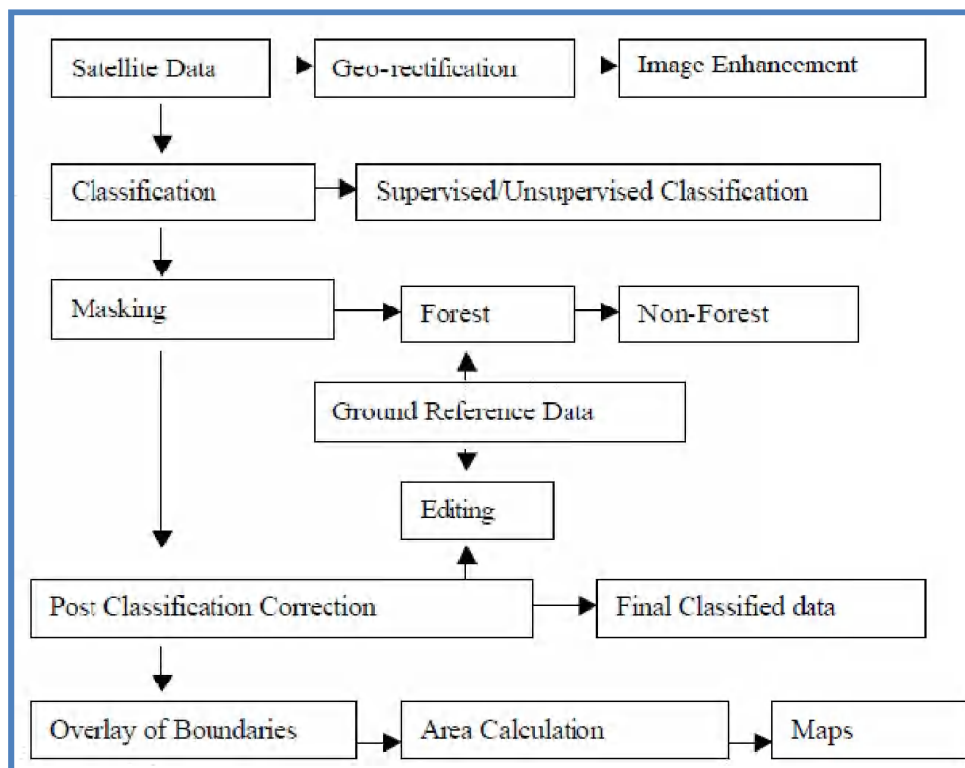 Satellite Data
Geo-rectification
Image Enhancement
Classification
Supervised/Unsupervised Classification
Masking
Forest
Non-Forest
Ground Reference Data
Editing
Post Classification Correction
Final Classified data
Overlay of Boundaries
Area Calculation
Maps